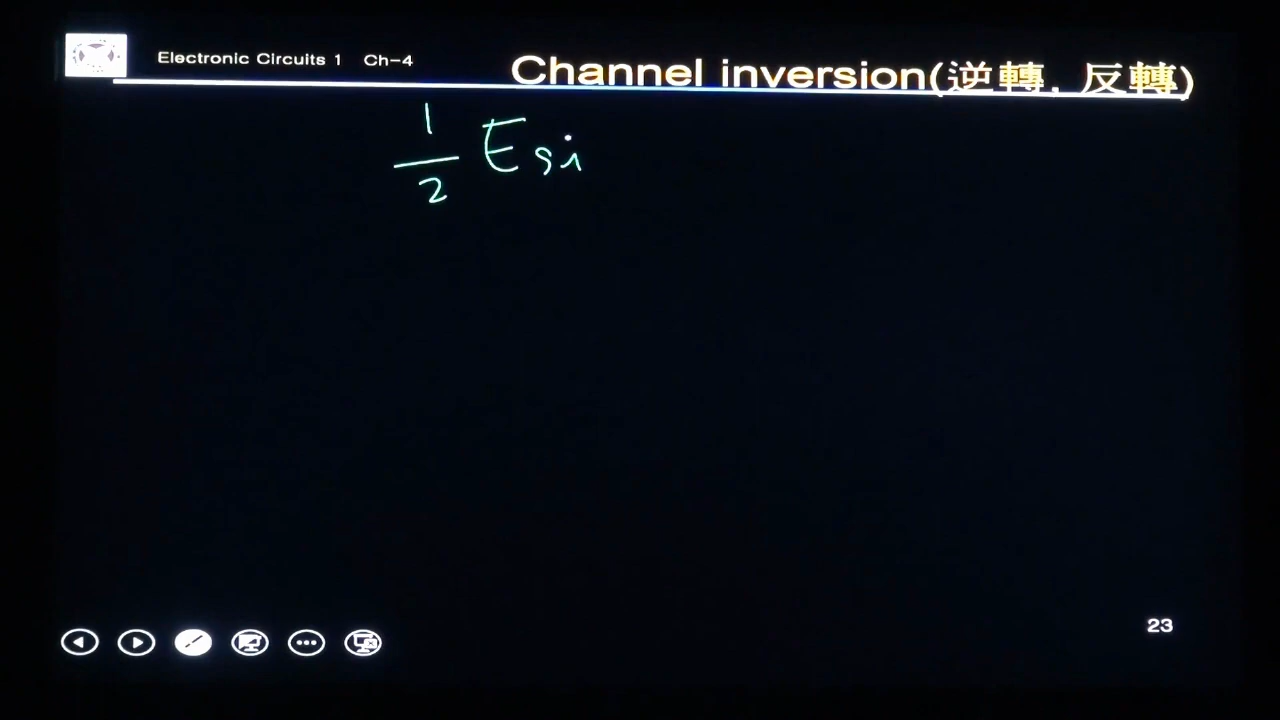 Electronic Circuits 1 Ch-4
Channel inversion(逆轉, 反轉)
1
2
Esi
23